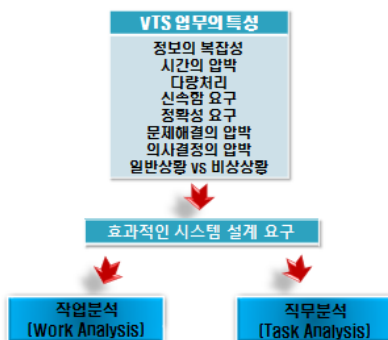 VTS 업무의 특성
정보의 복잡성
시간의 압박
다량처리
신속함 요구
정확성 요구
문제해결의 압박
의사결정의 압박
일반상황 vs 비상상황
효과적인 시스템 설계 요구
작업분석
(Work Analysis)
직무분석
(Task Analysis)